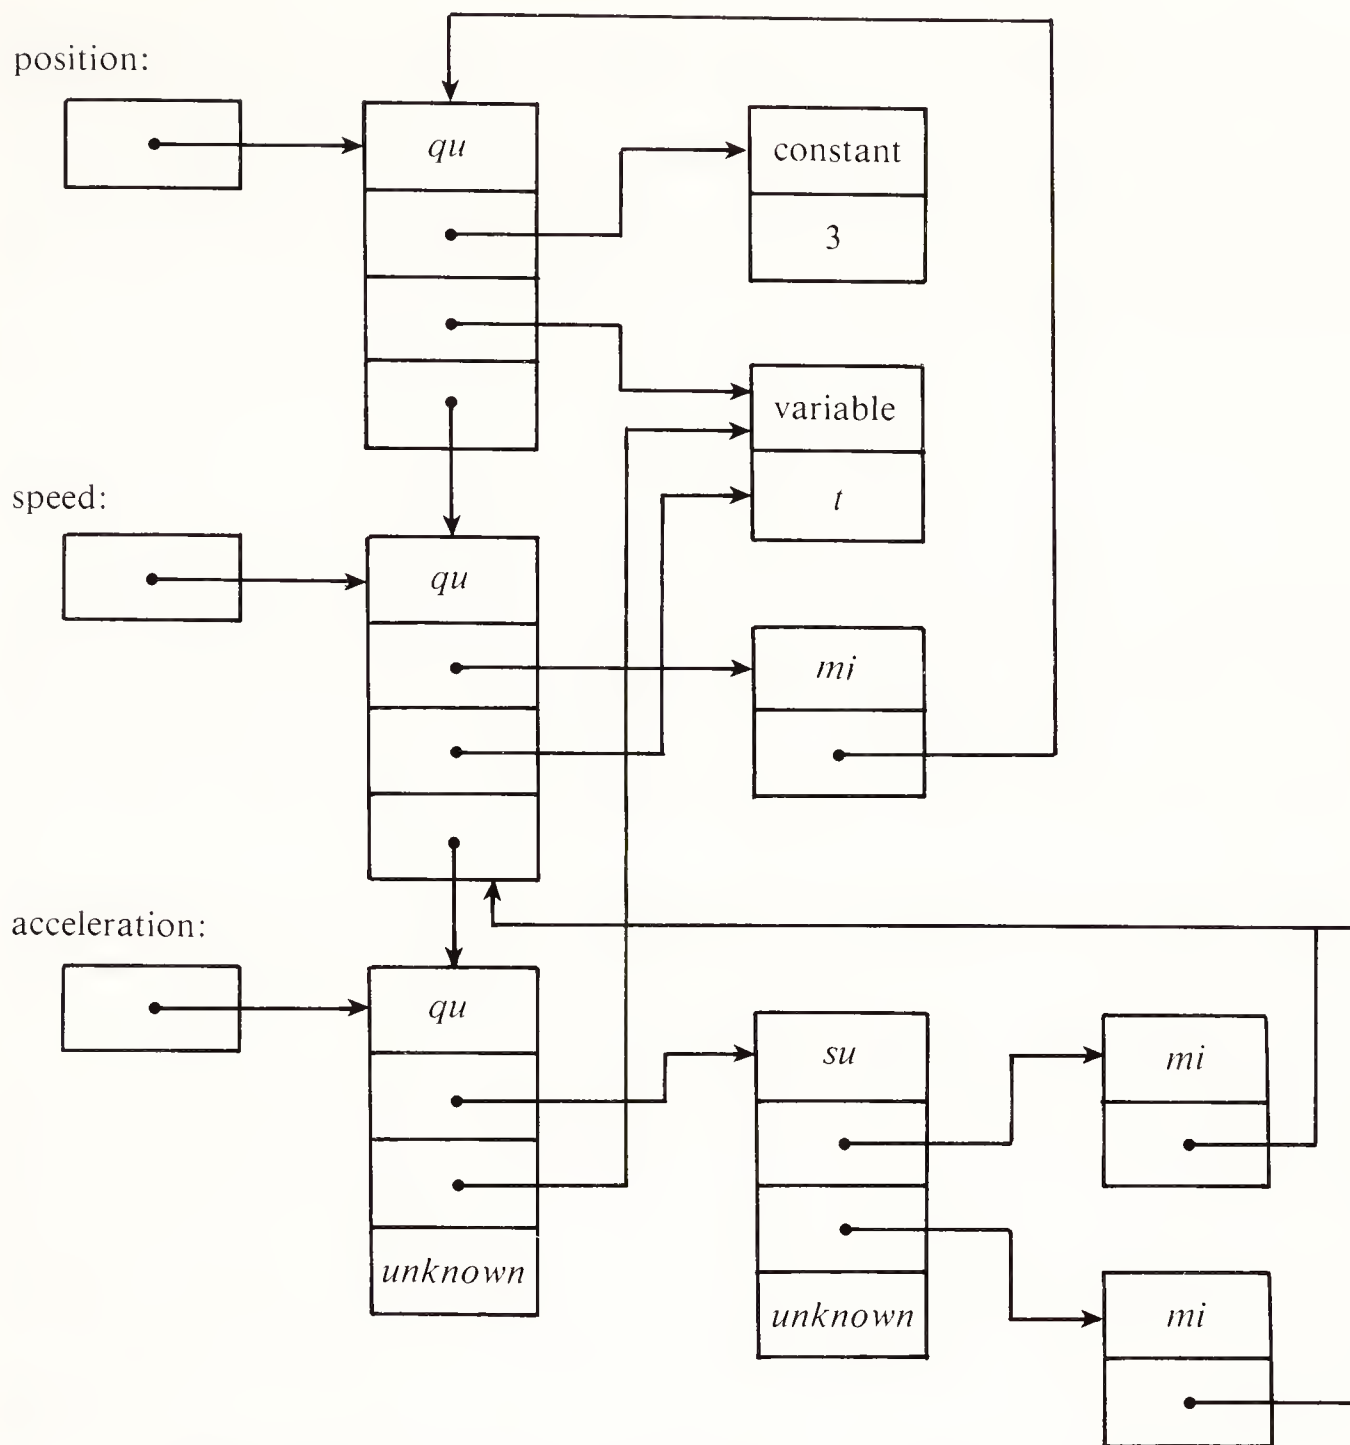 position:
qu
constant
3
variable
t
speed:
qu
mi
acceleration:
qu
unknown
su
unknown
mi
mi